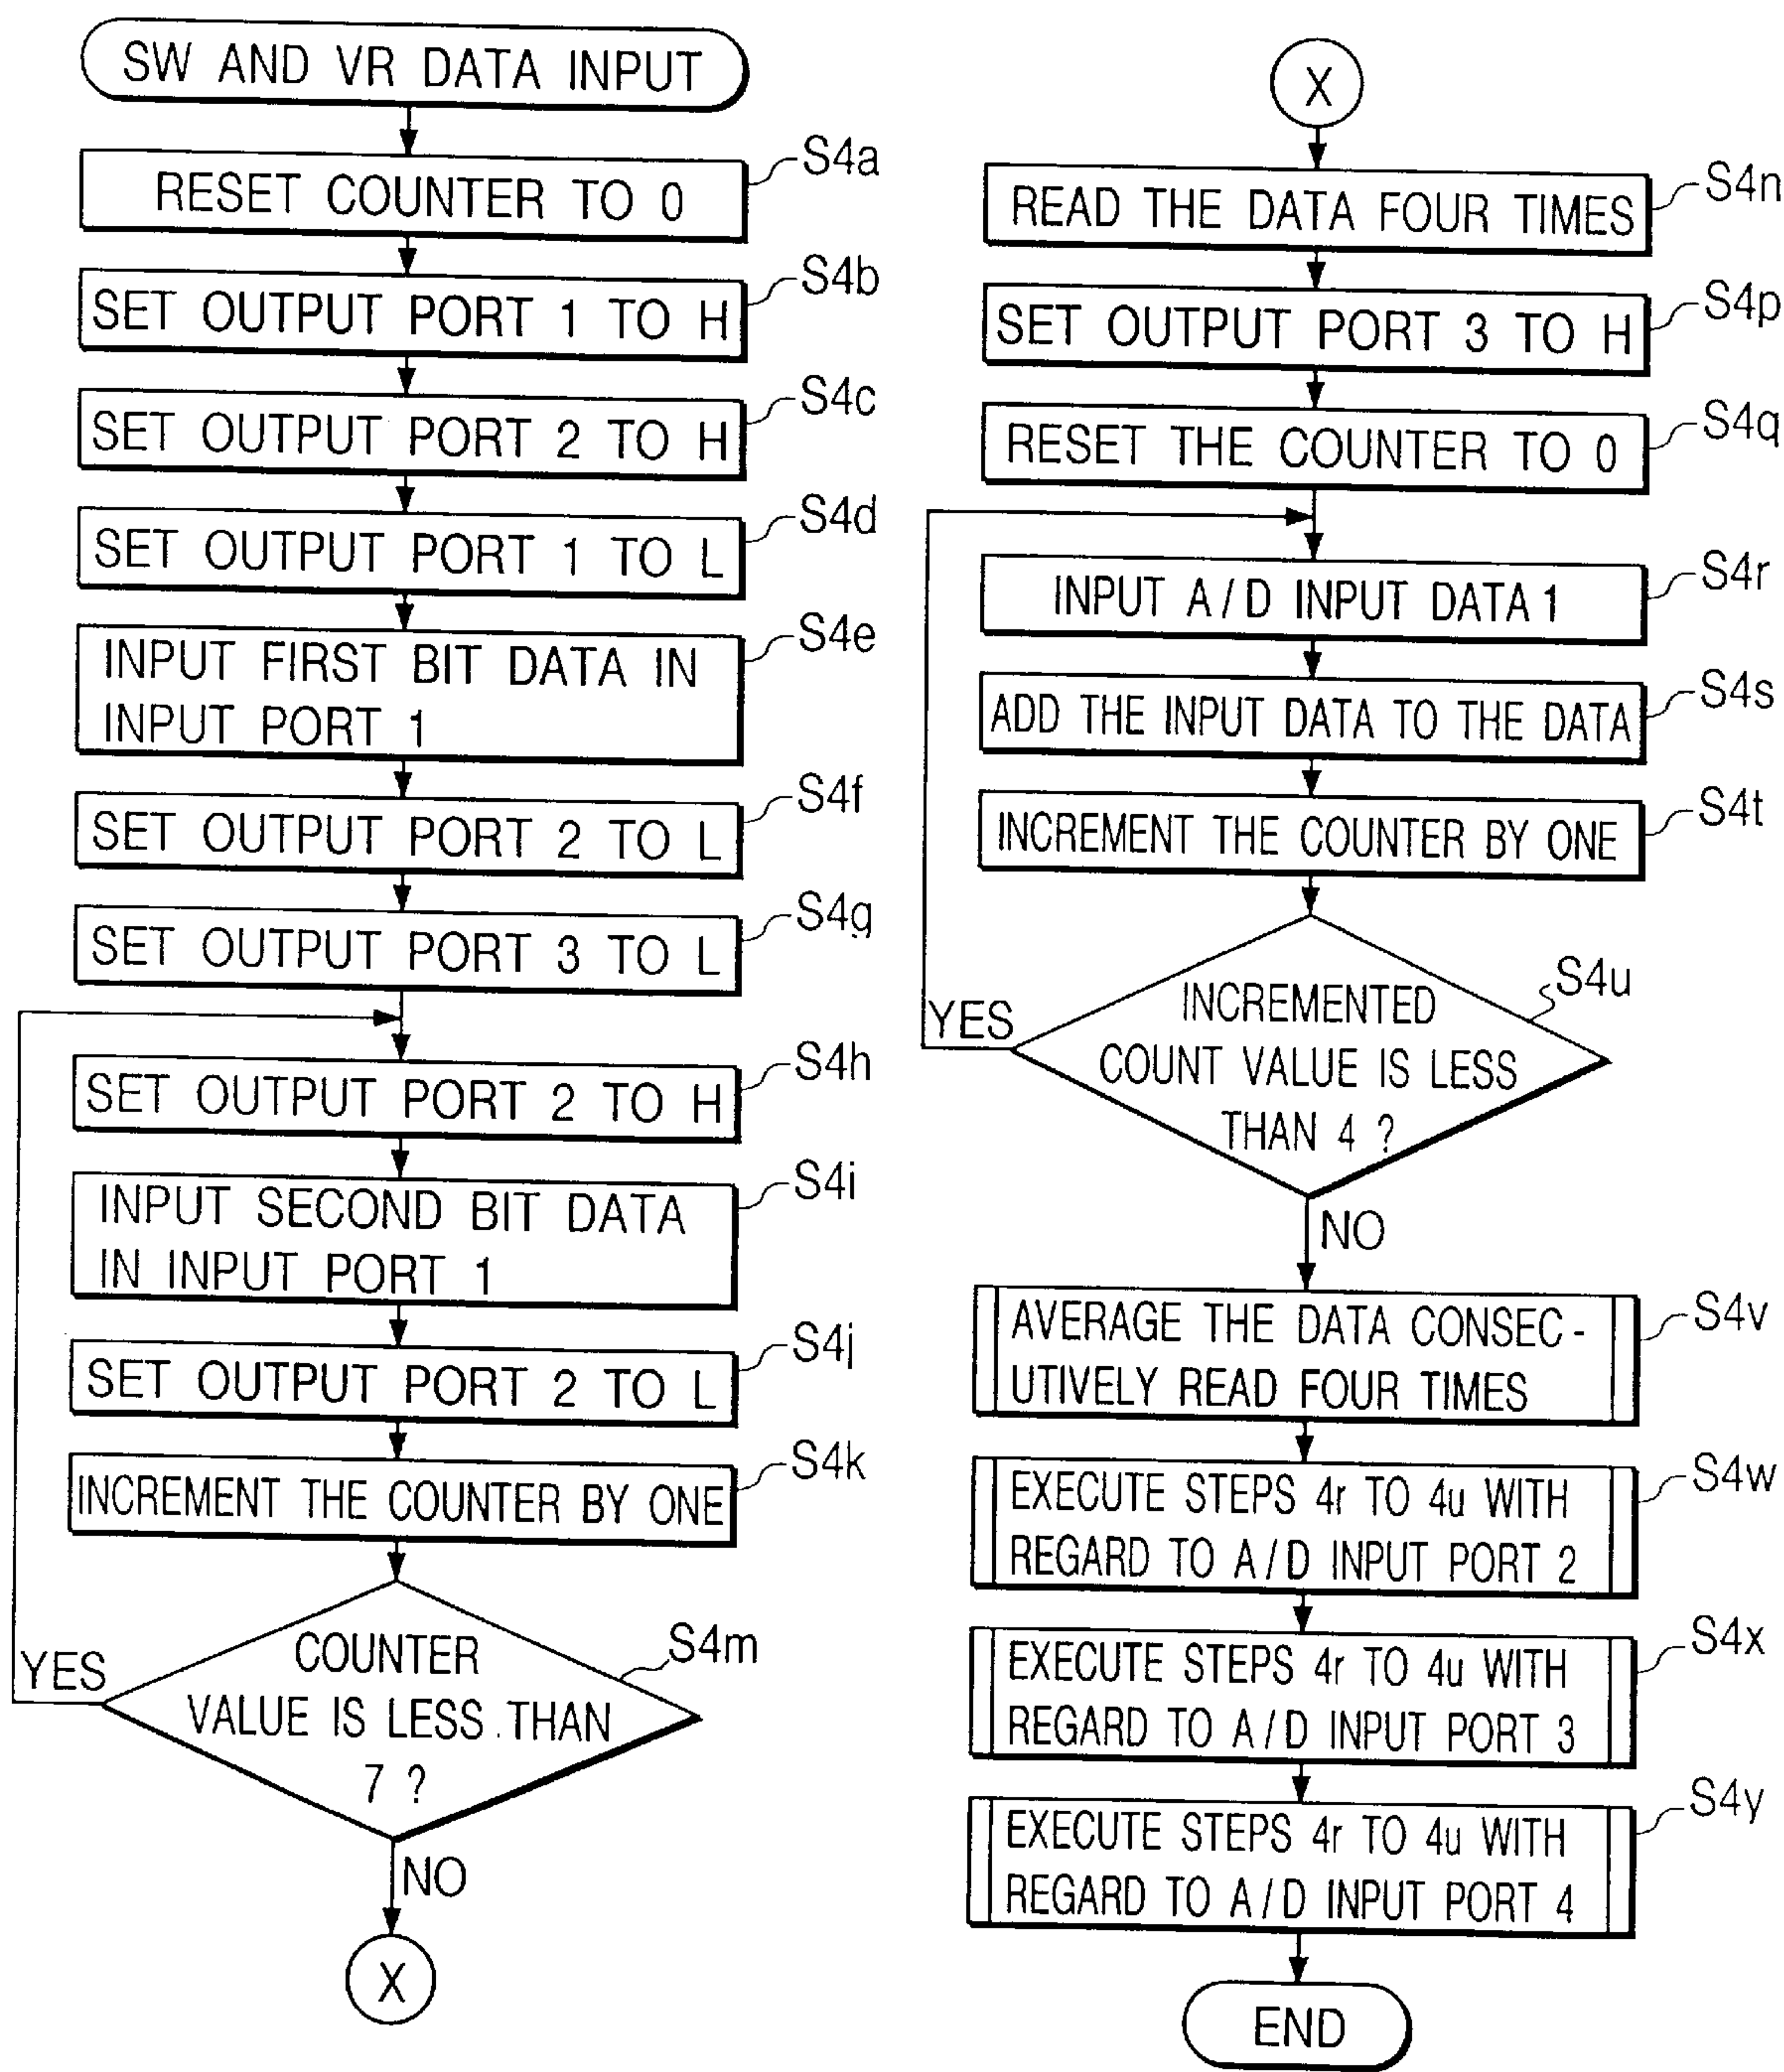 SW AND VR DATA INPUT
RESET COUNTER TO 0
S4a
SET OUTPUT PORT 1 TO H
S4b
SET OUTPUT PORT 2 TO H
S4c
SET OUTPUT PORT 1 TO L
S4d
INPUT FIRST BIT DATA IN
INPUT PORT 1
S4e
SET OUTPUT PORT 2 TO L
S4f
SET OUTPUT PORT 3 TO L
S4g
SET OUTPUT PORT 2 TO H
S4h
INPUT SECOND BIT DATA
IN INPUT PORT 1
S4i
SET OUTPUT PORT 2 TO L
S4j
INCREMENT THE COUNTER BY ONE
S4k
COUNTER
VALUE IS LESS THAN
7 ?
S4m
YES
NO
X
X
READ THE DATA FOUR TIMES
S4n
SET OUTPUT PORT 3 TO H
S4p
RESET THE COUNTER TO 0
S4q
INPUT A/D INPUT DATA 1
S4r
ADD THE INPUT DATA TO THE DATA
S4s
INCREMENT THE COUNTER BY ONE
S4t
INCREMENTED
COUNT VALUE IS LESS
THAN 4 ?
S4u
YES
NO
AVERAGE THE DATA CONSEC-
UTIVELY READ FOUR TIMES
S4v
EXECUTE STEPS 4r TO 4u WITH
REGARD TO A/D INPUT PORT 2
S4w
EXECUTE STEPS 4r TO 4u WITH
REGARD TO A/D INPUT PORT 3
S4x
EXECUTE STEPS 4r TO 4u WITH
REGARD TO A/D INPUT PORT 4
S4y
END